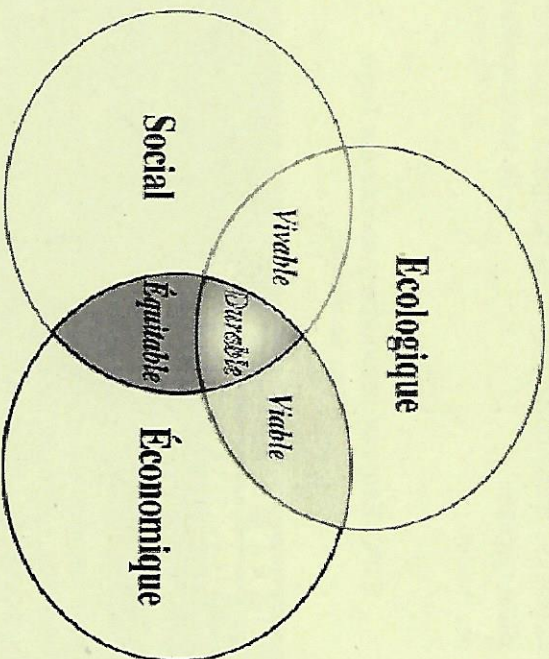 Ecologique
Vivable
Viable
Durable
Social
Équitable
Économique